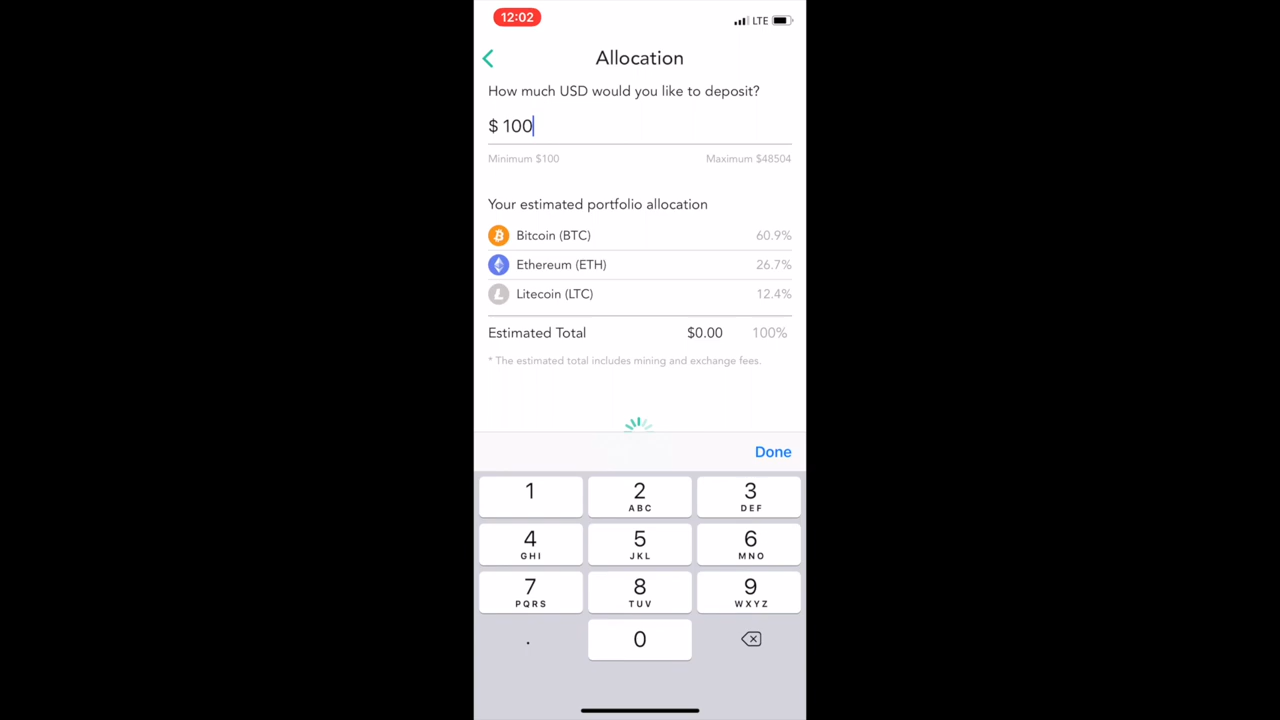 12:02
LTE
Allocation
How much USD would you like to deposit?
$ 100
Minimum $100 Maximum $48504
Your estimated portfolio allocation
Bitcoin (BTC) 60.9%
Ethereum (ETH) 26.7%
Litecoin (LTC) 12.4%
Estimated Total $0.00 100%
* The estimated total includes mining and exchange fees.
Done
1 2 3
ABC DEF
4 5 6
GHI JKL MNO
7 8 9
PQRS TUV WXYZ
. 0